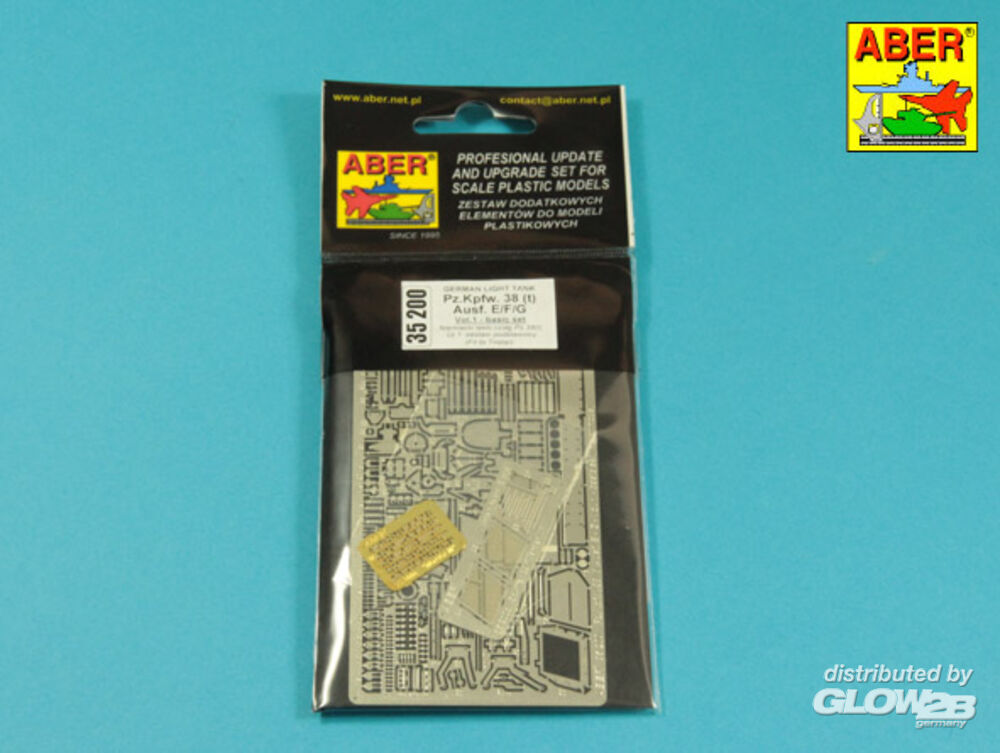 ABER®
www.aber.net.pl
contact@aber.net.pl
ABER®
SINCE 1995
PROFESIONAL UPDATE
AND UPGRADE SET FOR
SCALE PLASTIC MODELS
ZESTAW DODATKOWYCH
ELEMENTÓW DO MODELI
PLASTIKOWYCH
35 200
GERMAN LIGHT TANK
Pz.Kpfw. 38 (t)
Ausf. E/F/G
Vol.1 - basic set
distributed by
GLOW2B
germany